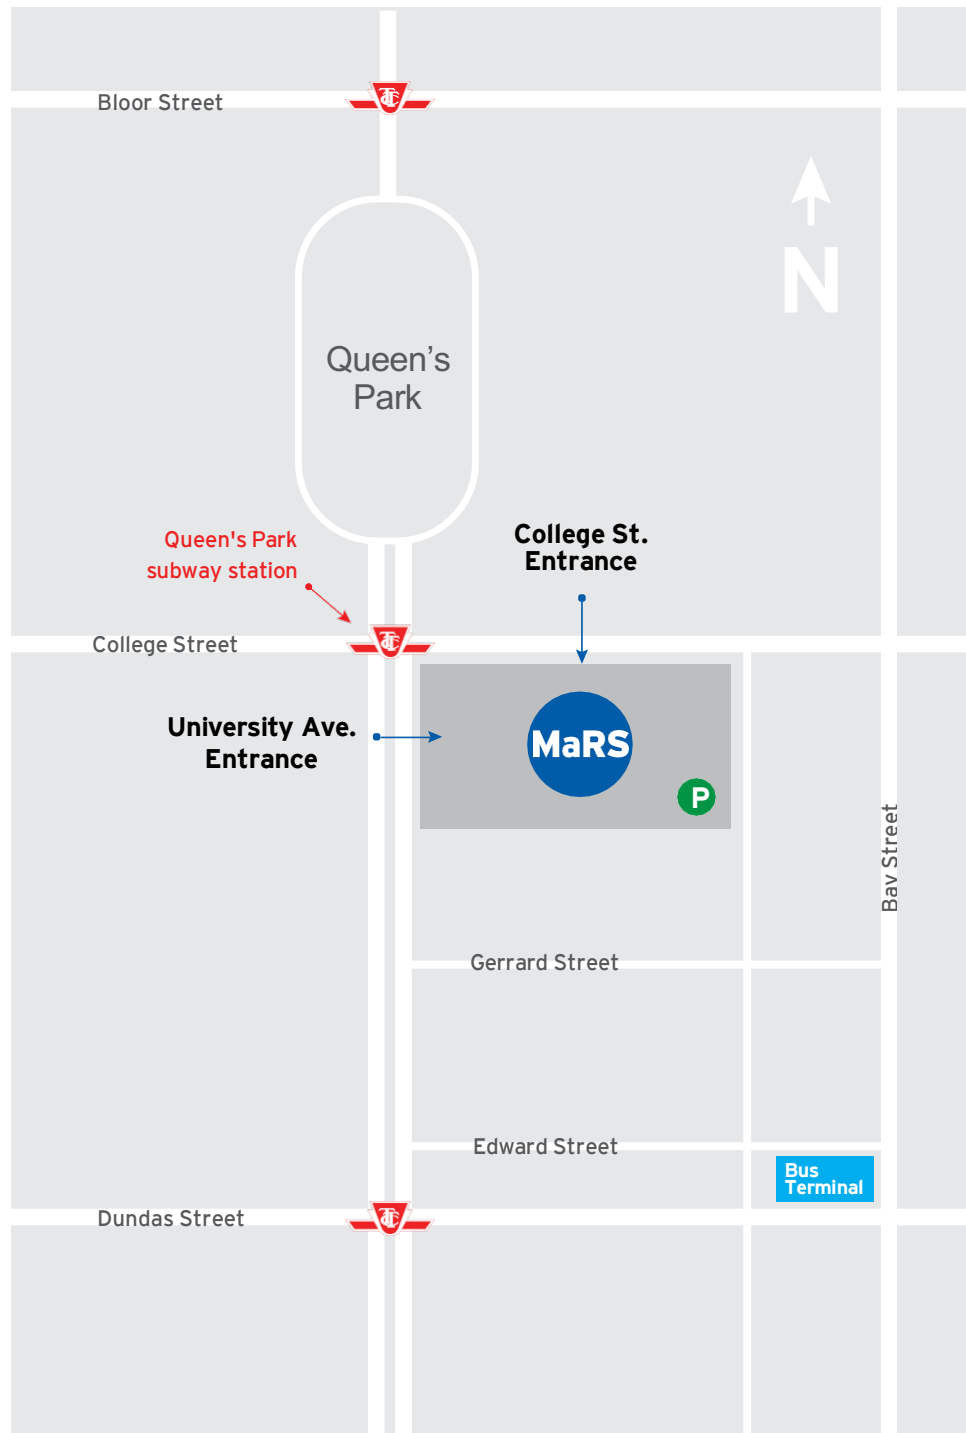 Bloor Street
N
Queen’s
Park
College St.
Entrance
Queen's Park
subway station
College Street
University Ave.
Entrance
MaRS
P
Bay Street
Gerrard Street
Edward Street
Bus
Terminal
Dundas Street